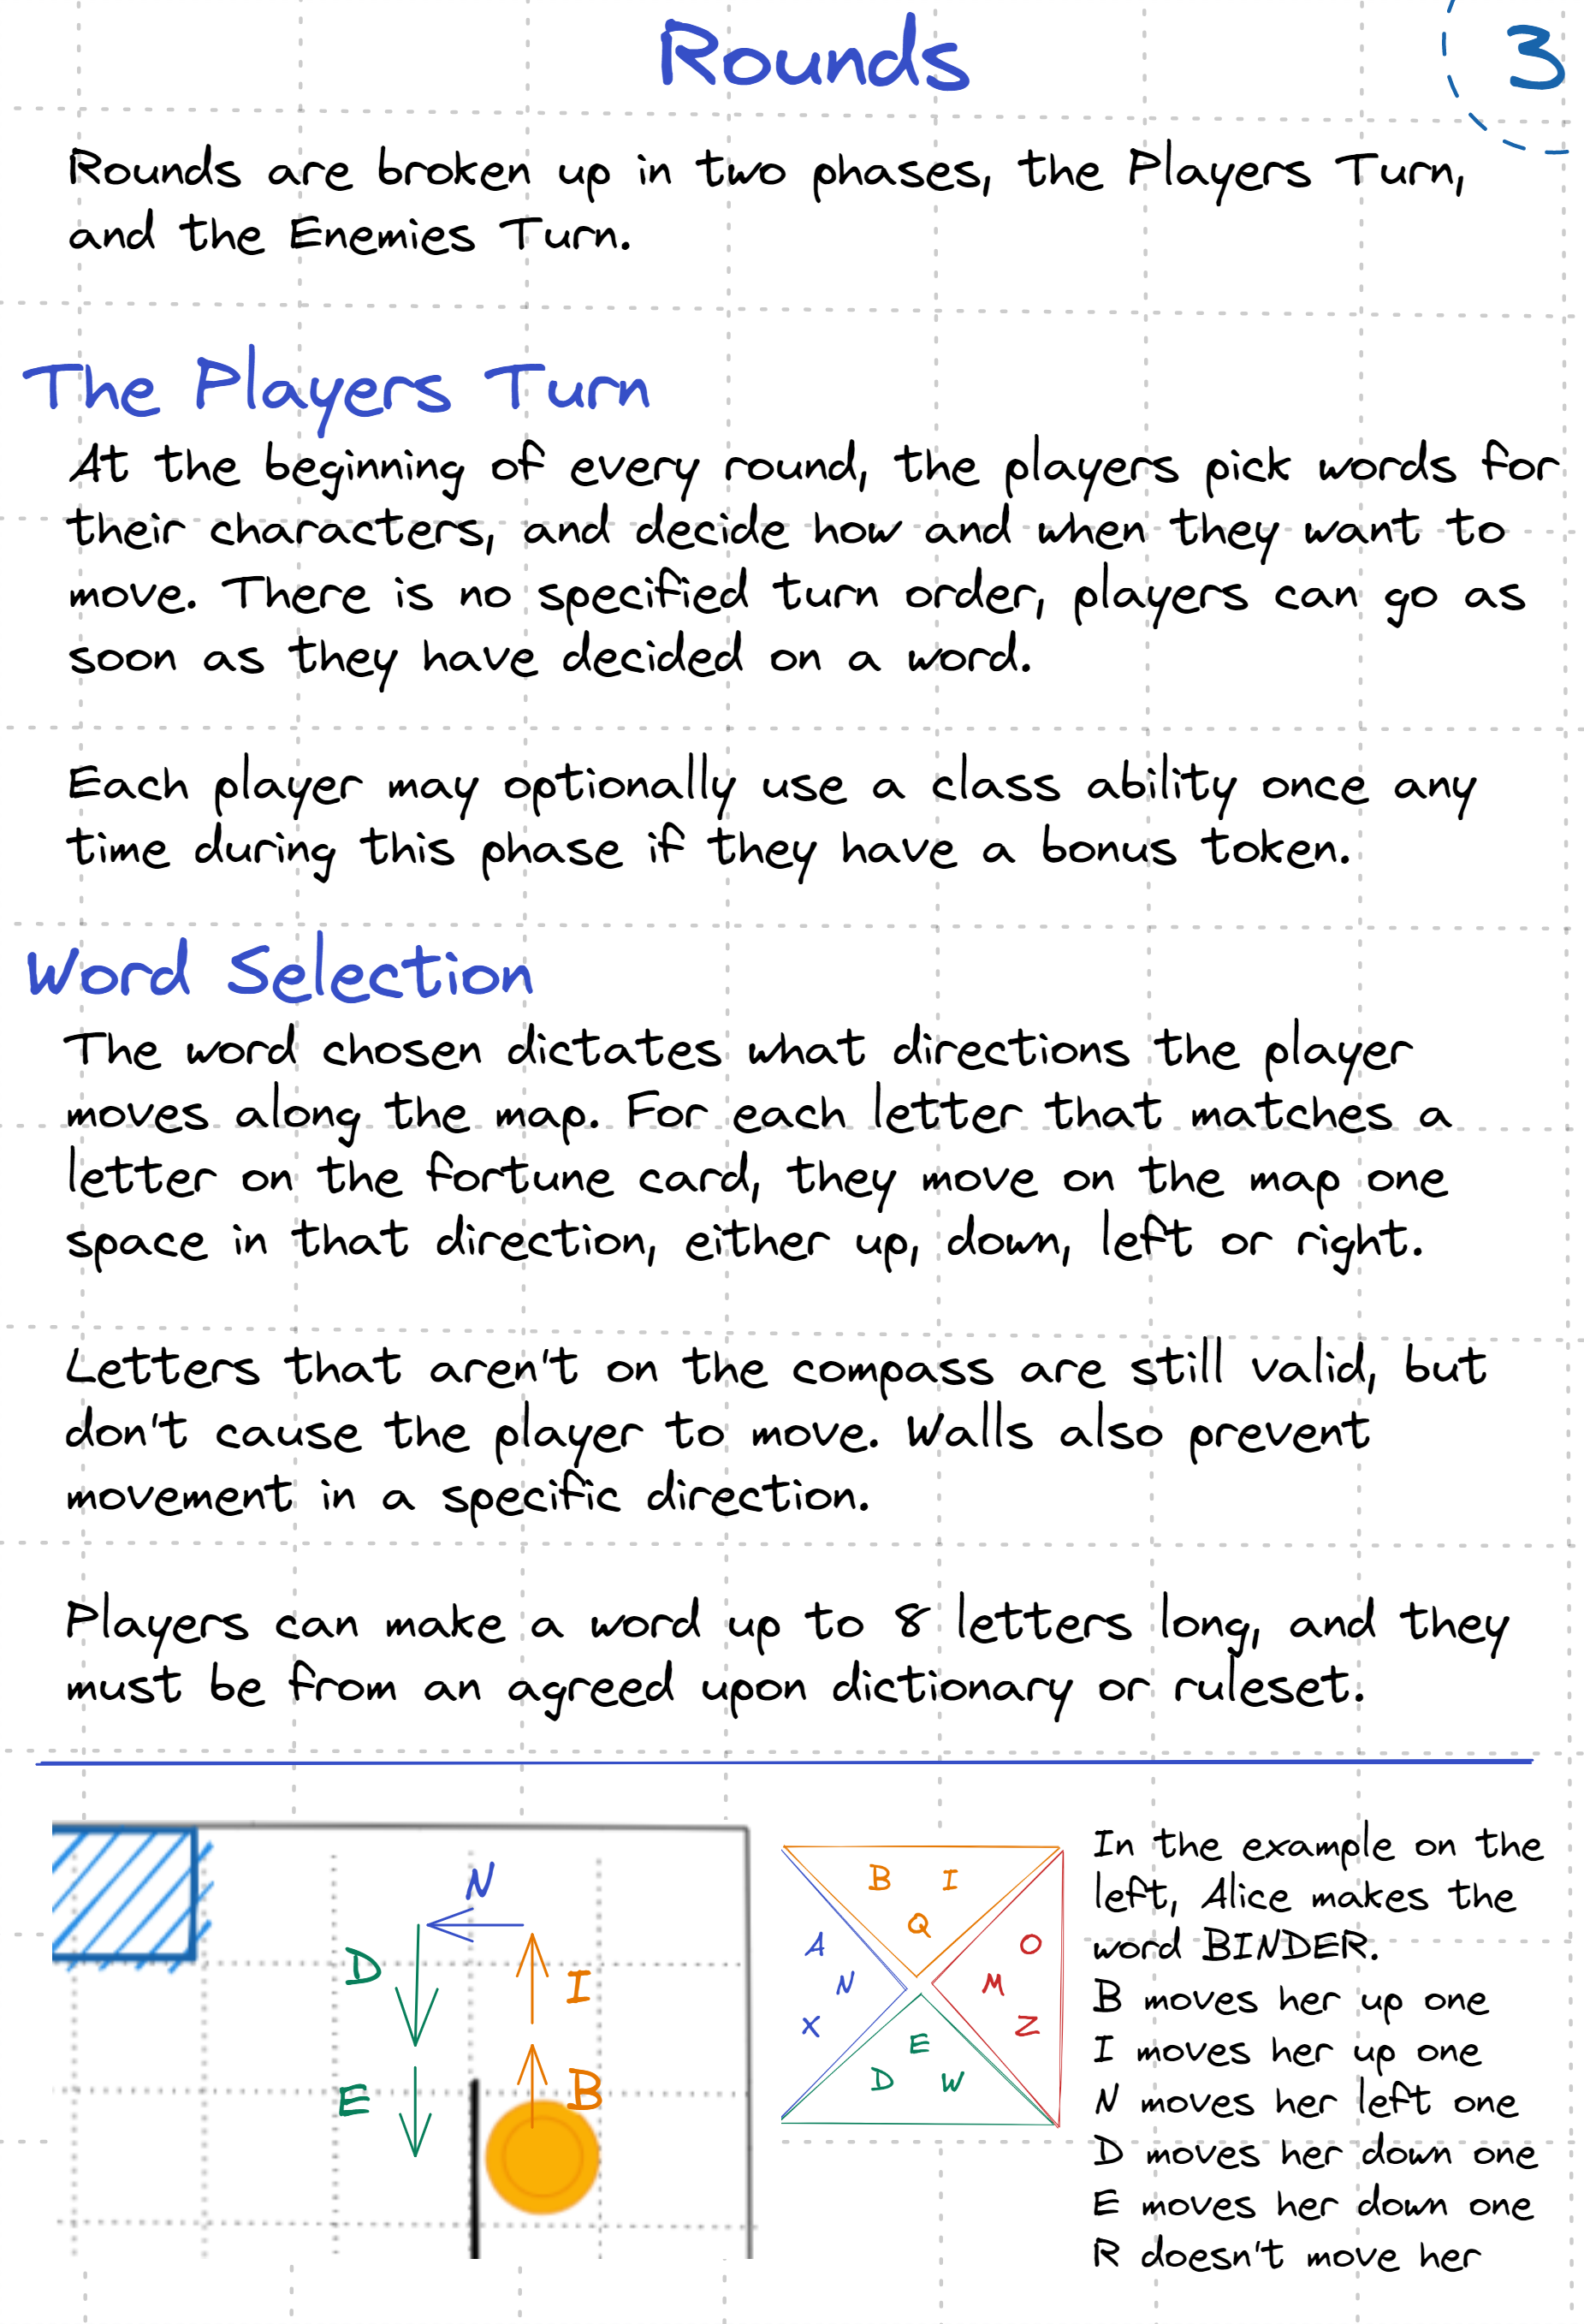 Rounds
3
Rounds are broken up in two phases, the Players Turn,
and the Enemies Turn.
The Players Turn
At the beginning of every round, the players pick words for
their characters, and decide how and when they want to
move. There is no specified turn order, players can go as
soon as they have decided on a word.
Each player may optionally use a class ability once any
time during this phase if they have a bonus token.
Word Selection
The word chosen dictates what directions the player
moves along the map. For each letter that matches a
letter on the fortune card, they move on the map one
space in that direction, either up, down, left or right.
Letters that aren't on the compass are still valid, but
don't cause the player to move. Walls also prevent
movement in a specific direction.
Players can make a word up to 8 letters long, and they
must be from an agreed upon dictionary or ruleset.
N
D
I
E
B
B I
Q
A
N
X
O
M
Z
E
D W
In the example on the
left, Alice makes the
word BINDER.
B moves her up one
I moves her up one
N moves her left one
D moves her down one
E moves her down one
R doesn't move her